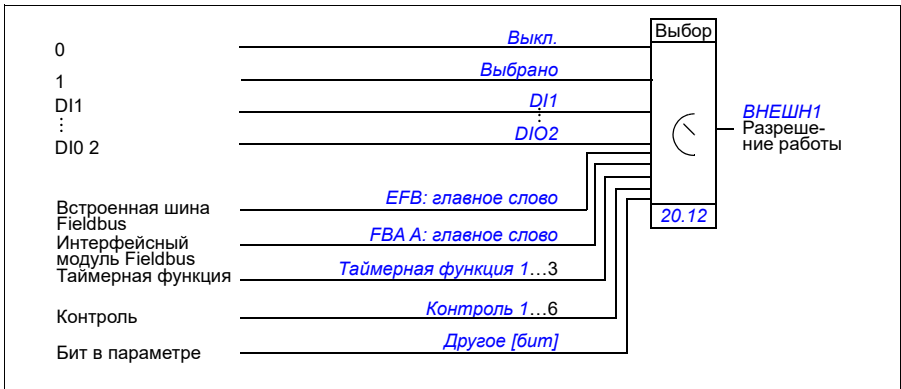 Выбор
0 Выкл.
1 Выбрано
DI1 DI1
⋮ ⋮
DI0 2 DIO2
ВНЕШН1
Разреше-
ние работы
Встроенная шина EFB: главное слово
Fieldbus
20.12
Интерфейсный FBA A: главное слово
модуль Fieldbus
Таймерная функция Таймерная функция 1…3
Контроль Контроль 1…6
Бит в параметре Другое [бит]